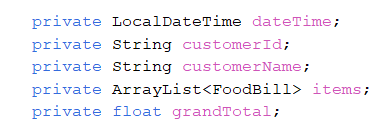 private LocalDateTime dateTime;
private String customerId;
private String customerName;
private ArrayList<FoodBill> items;
private float grandTotal;